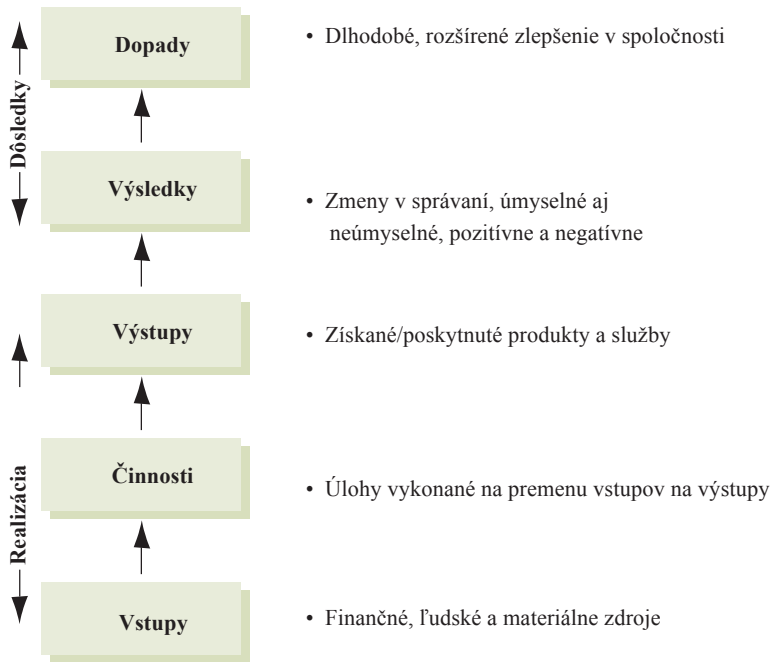 Dopady
• Dlhodobé, rozšírené zlepšenie v spoločnosti
Dôsledky
Výsledky
• Zmeny v správaní, úmyselné aj
neúmyselné, pozitívne a negatívne
Výstupy
• Získané/poskytnuté produkty a služby
Činnosti
• Úlohy vykonané na premenu vstupov na výstupy
Realizácia
Vstupy
• Finančné, ľudské a materiálne zdroje